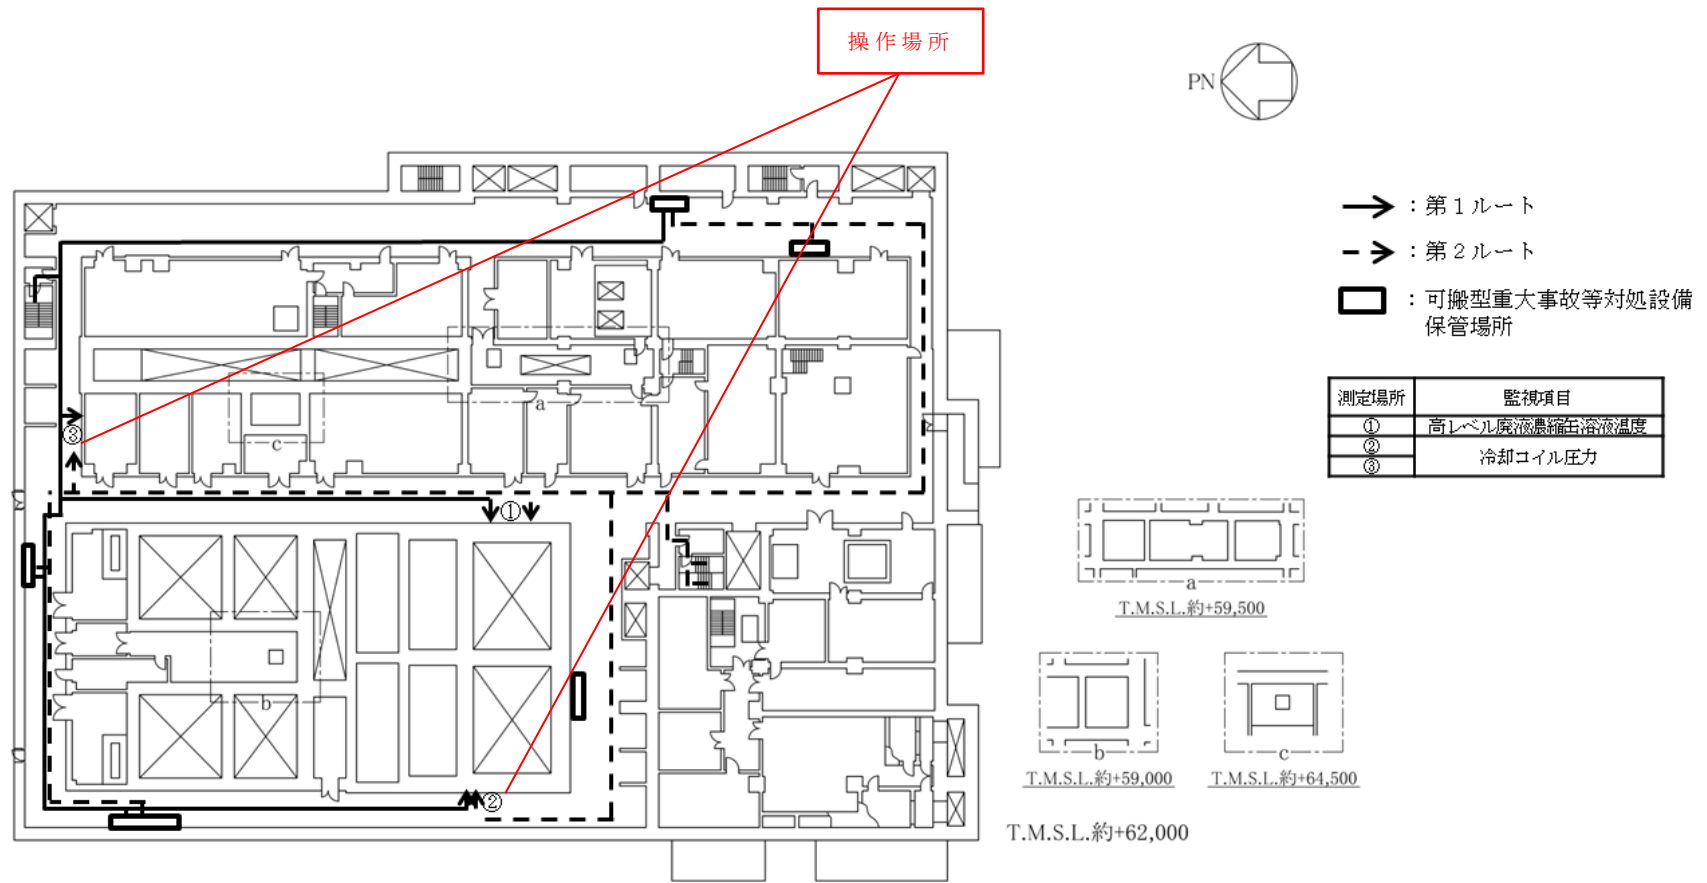 操作場所
PN
：第１ルート
：第２ルート
：可搬型重大事故等対処設備
保管場所
測定場所 監視項目
① 高レベル廃液濃縮缶溶液温度
② 冷却コイル圧力
③
③
a
c
①
b
②
a
T.M.S.L.約+59,500
b
T.M.S.L.約+59,000
c
T.M.S.L.約+64,500
T.M.S.L.約+62,000